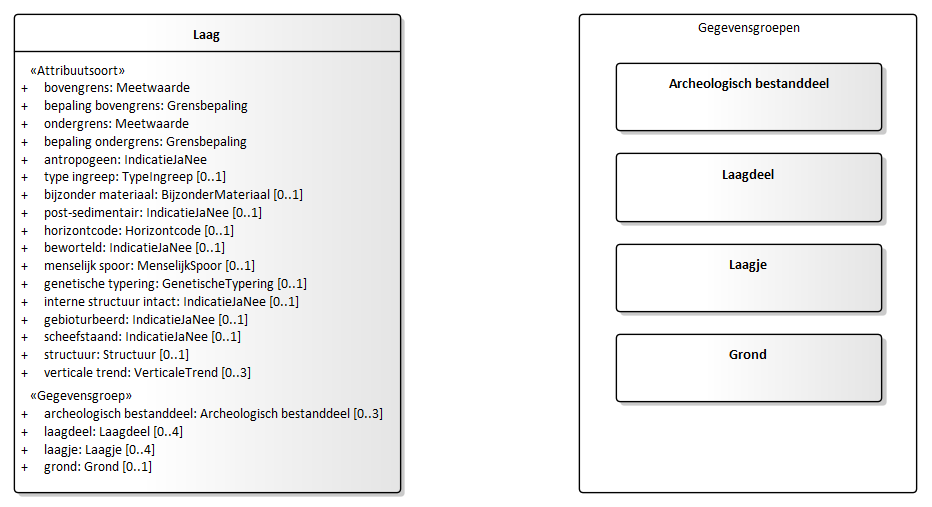 Laag
«Attribuutsoort»
+ bovengrens: Meetwaarde
+ bepaling bovengrens: Grensbepaling
+ ondergrens: Meetwaarde
+ bepaling ondergrens: Grensbepaling
+ antropogeen: IndicatieJaNee
+ type ingreep: TypeIngreep [0..1]
+ bijzonder materiaal: BijzonderMateriaal [0..1]
+ post-sedimentair: IndicatieJaNee [0..1]
+ horizontcode: Horizontcode [0..1]
+ beworteld: IndicatieJaNee [0..1]
+ menselijk spoor: MenselijkSpoor [0..1]
+ genetische typering: GenetischeTypering [0..1]
+ interne structuur intact: IndicatieJaNee [0..1]
+ gebioturbeerd: IndicatieJaNee [0..1]
+ scheefstaand: IndicatieJaNee [0..1]
+ structuur: Structuur [0..1]
+ verticale trend: VerticaleTrend [0..3]
«Gegevensgroep»
+ archeologisch bestanddeel: Archeologisch bestanddeel [0..3]
+ laagdeel: Laagdeel [0..4]
+ laagje: Laagje [0..4]
+ grond: Grond [0..1]
Gegevensgroepen
Archeologisch bestanddeel
Laagdeel
Laagje
Grond